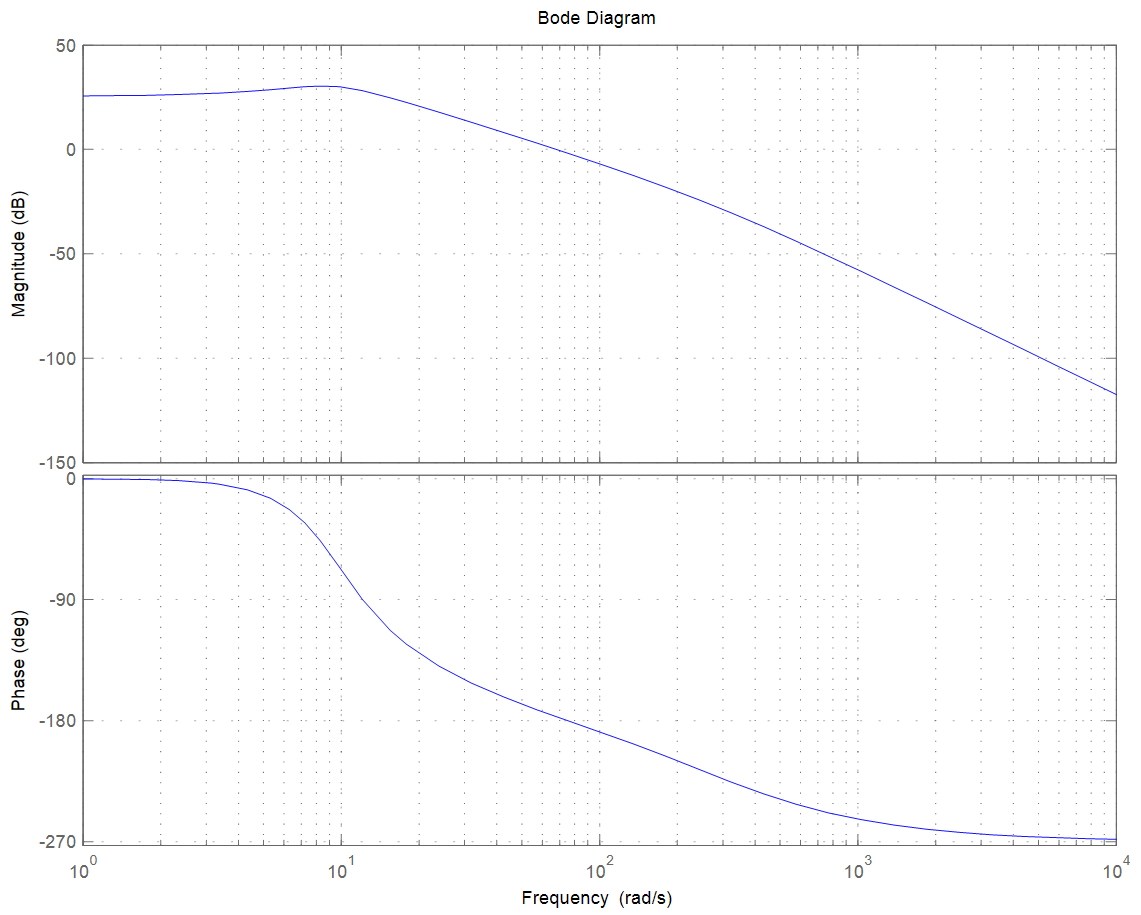 Bode Diagram
50
0
-50
-100
-150
Magnitude (dB)
0
-90
-180
-270
Phase (deg)
10^0 10^1 10^2 10^3 10^4
Frequency (rad/s)